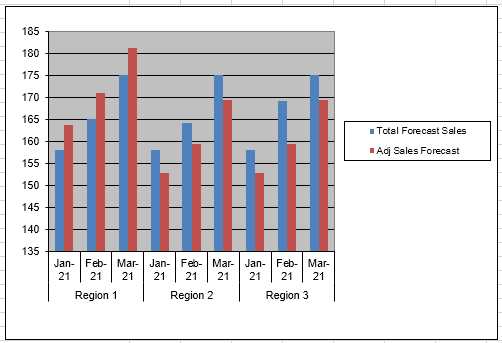 185
180
175
170
165
160
155
150
145
140
135
Jan-21 Feb-21 Mar-21 Jan-21 Feb-21 Mar-21 Jan-21 Feb-21 Mar-21
Region 1 Region 2 Region 3
Total Forecast Sales
Adj Sales Forecast